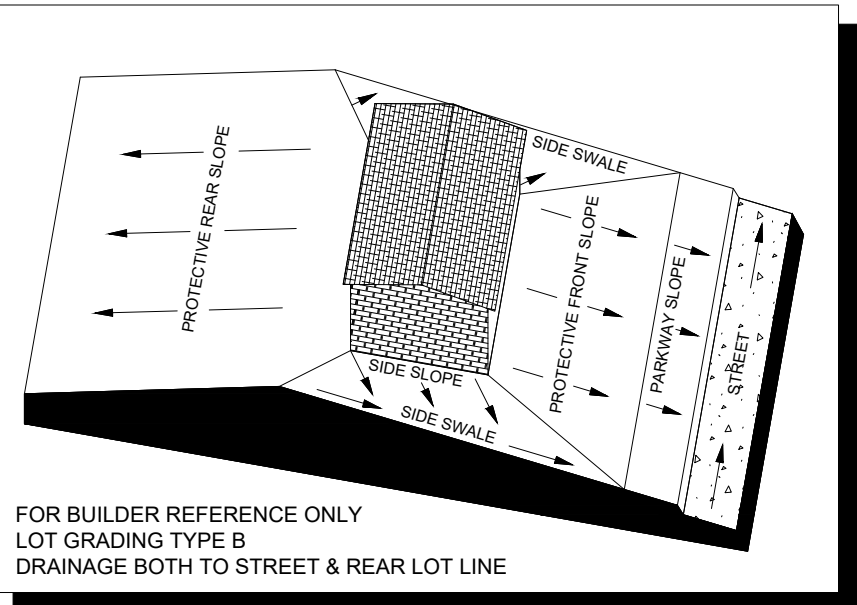 SIDE SWALE
PROTECTIVE REAR SLOPE
PROTECTIVE FRONT SLOPE
PARKWAY SLOPE
STREET
SIDE SLOPE
SIDE SWALE
FOR BUILDER REFERENCE ONLY
LOT GRADING TYPE B
DRAINAGE BOTH TO STREET & REAR LOT LINE